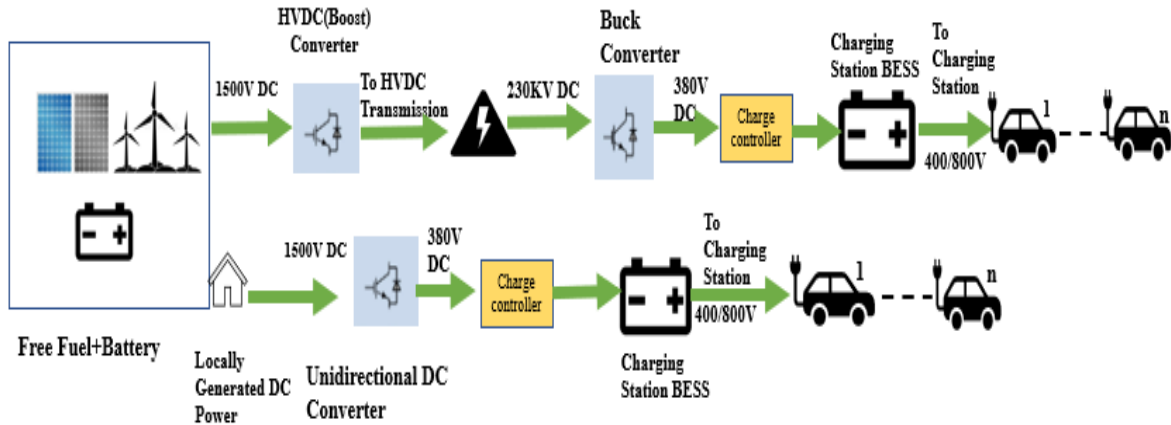 HVDC(Boost)
Converter
1500V DC
To HVDC
Transmission
230KV DC
Buck
Converter
380V
DC
Charge
controller
Charging
Station BESS
To
Charging
Station
400/800V
1
n
Free Fuel+Battery
Locally
Generated DC
Power
1500V DC
Unidirectional DC
Converter
380V
DC
Charge
controller
Charging
Station BESS
To
Charging
Station
400/800V
1
n